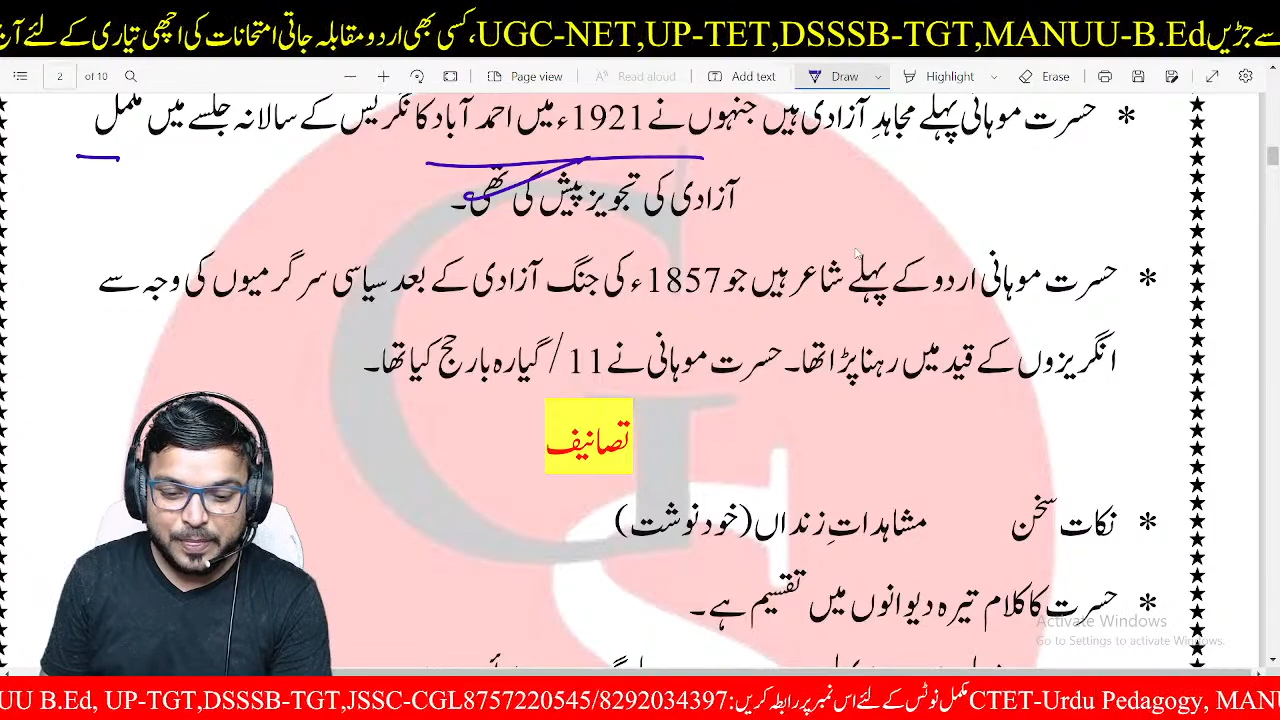 سے جڑیں UGC-NET,UP-TET,DSSSB-TGT,MANUU-B.Ed، کسی بھی اردو مقابلہ جاتی امتحانات کی اچھی تیاری کے لئے آج
2 of 10 Page view Read aloud Add text Draw Highlight Erase
* حسرت موہانی پہلے مجاہدِ آزادی ہیں جنہوں نے 1921ء میں احمد آباد کانگریس کے سالانہ جلسے میں مکمل
آزادی کی تجویز پیش کی تھی۔
* حسرت موہانی اردو کے پہلے شاعر ہیں جو 1857ء کی جنگ آزادی کے بعد سیاسی سرگرمیوں کی وجہ سے
انگریزوں کے قید میں رہنا پڑا تھا۔ حسرت موہانی نے 11/ گیارہ بار حج کیا تھا۔
تصانیف
* نکات سخن مشاہداتِ زنداں (خود نوشت)
* حسرت کا کلام تیرہ دیوانوں میں تقسیم ہے۔
Activate Windows
Go to Settings to activate Windows.
UU B.Ed, UP-TGT,DSSSB-TGT,JSSC-CGL مکمل نوٹس کے لئے اس نمبر پر رابطہ کریں: 8757220545/8292034397 CTET-Urdu Pedagogy, MANU